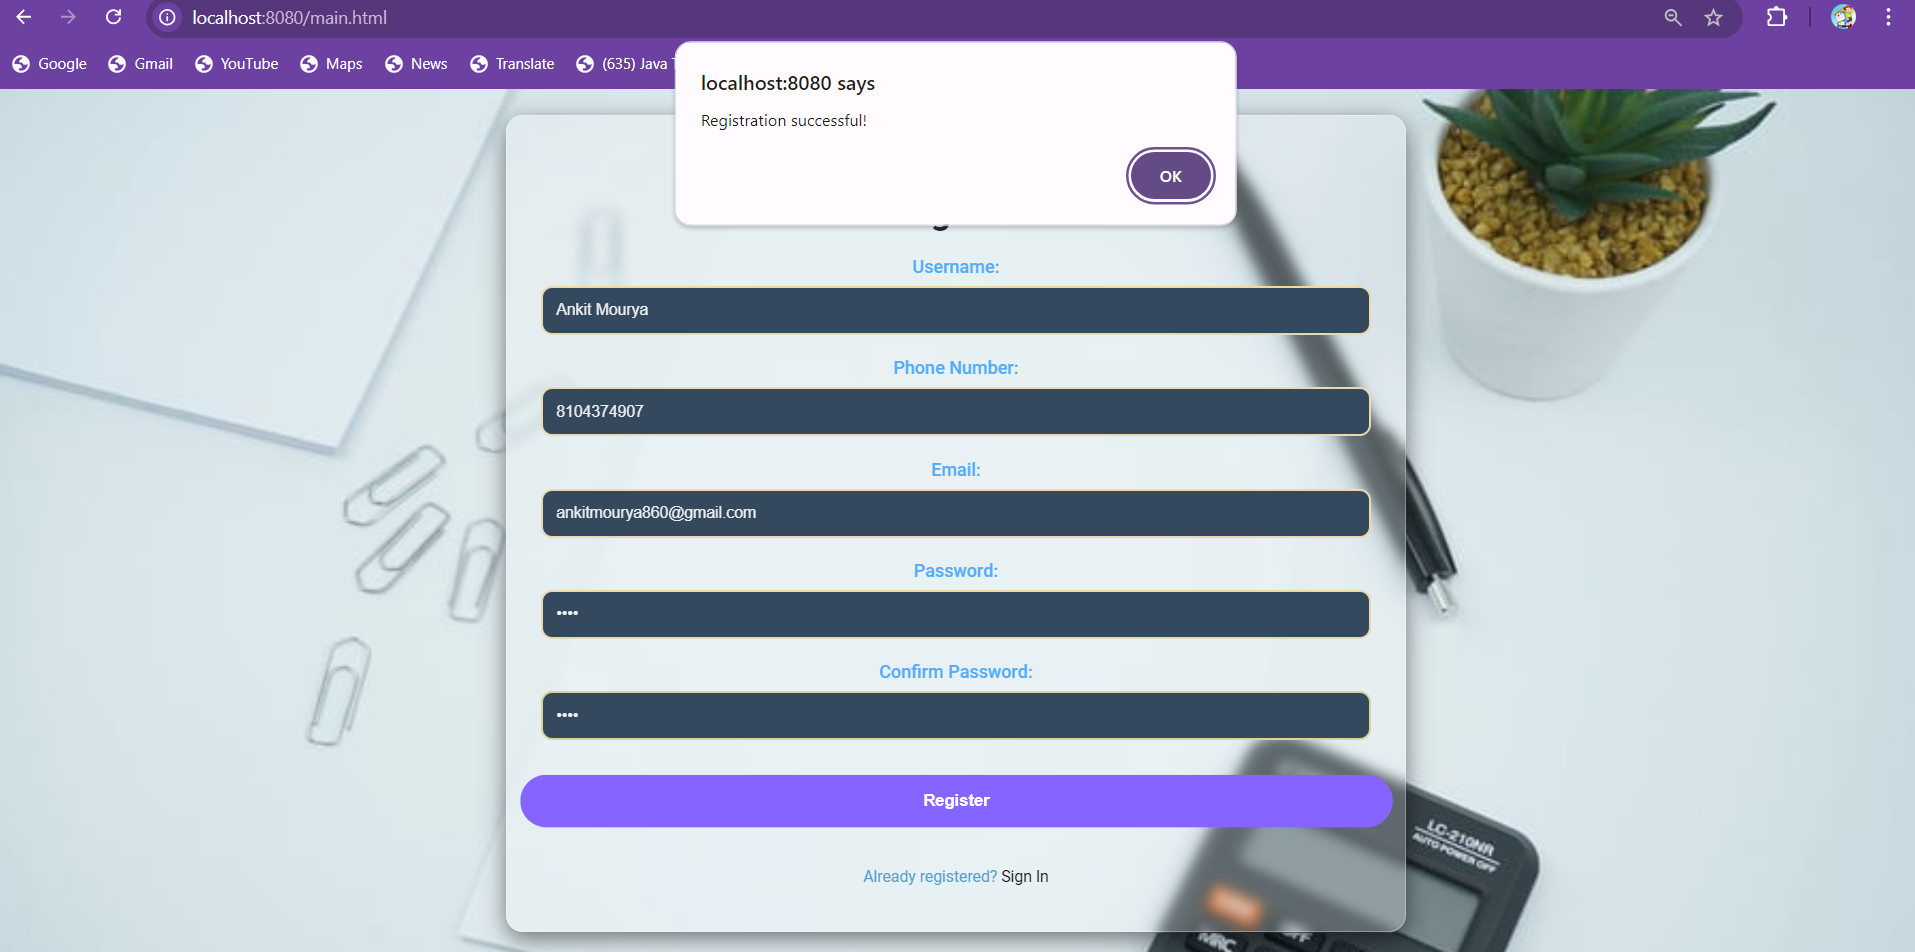 localhost:8080/main.html
Google Gmail YouTube Maps News Translate (635) Java
localhost:8080 says
Registration successful!
OK
Username:
Ankit Mourya
Phone Number:
8104374907
Email:
ankitmourya860@gmail.com
Password:
••••
Confirm Password:
••••
Register
Already registered? Sign In
LC-210NR
AUTO POWER OFF
OFF
MRC